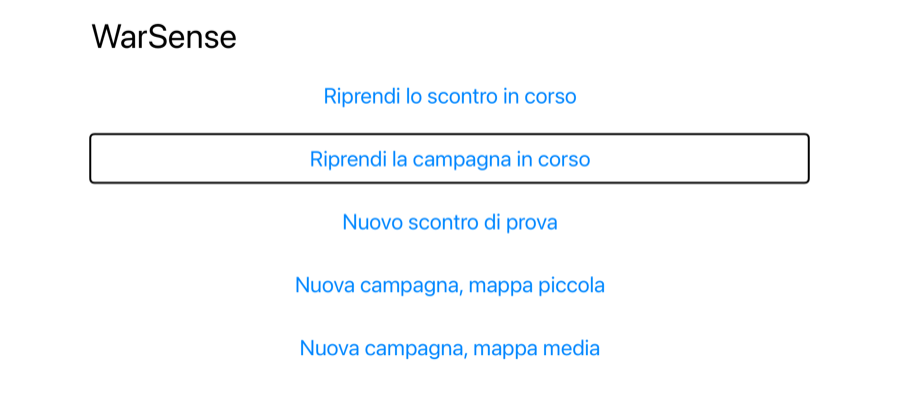 WarSense
Riprendi lo scontro in corso
Riprendi la campagna in corso
Nuovo scontro di prova
Nuova campagna, mappa piccola
Nuova campagna, mappa media